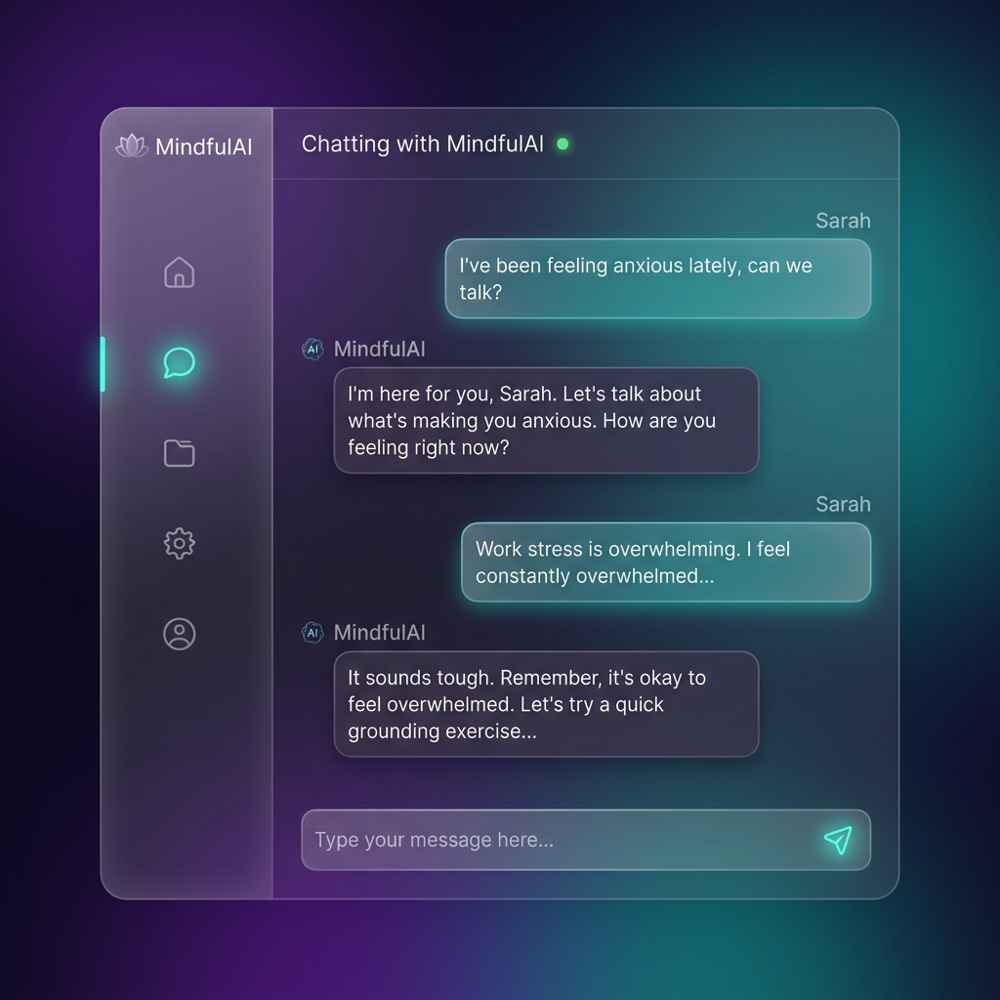 MindfulAI
Chatting with MindfulAI
Sarah
I've been feeling anxious lately, can we
talk?
AI MindfulAI
I'm here for you, Sarah. Let's talk about
what's making you anxious. How are you
feeling right now?
Sarah
Work stress is overwhelming. I feel
constantly overwhelmed...
AI MindfulAI
It sounds tough. Remember, it's okay to
feel overwhelmed. Let's try a quick
grounding exercise...
Type your message here...